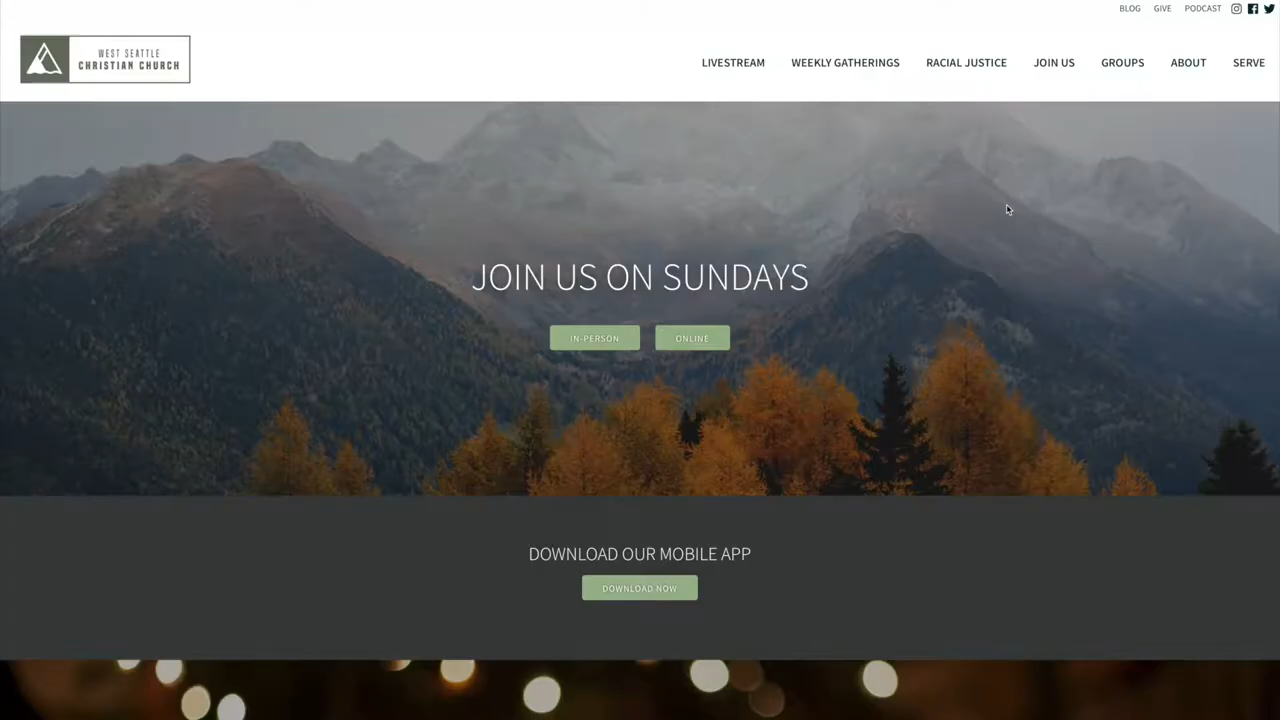 BLOG GIVE PODCAST
WEST SEATTLE
CHRISTIAN CHURCH
LIVESTREAM WEEKLY GATHERINGS RACIAL JUSTICE JOIN US GROUPS ABOUT SERVE
JOIN US ON SUNDAYS
IN-PERSON ONLINE
DOWNLOAD OUR MOBILE APP
DOWNLOAD NOW